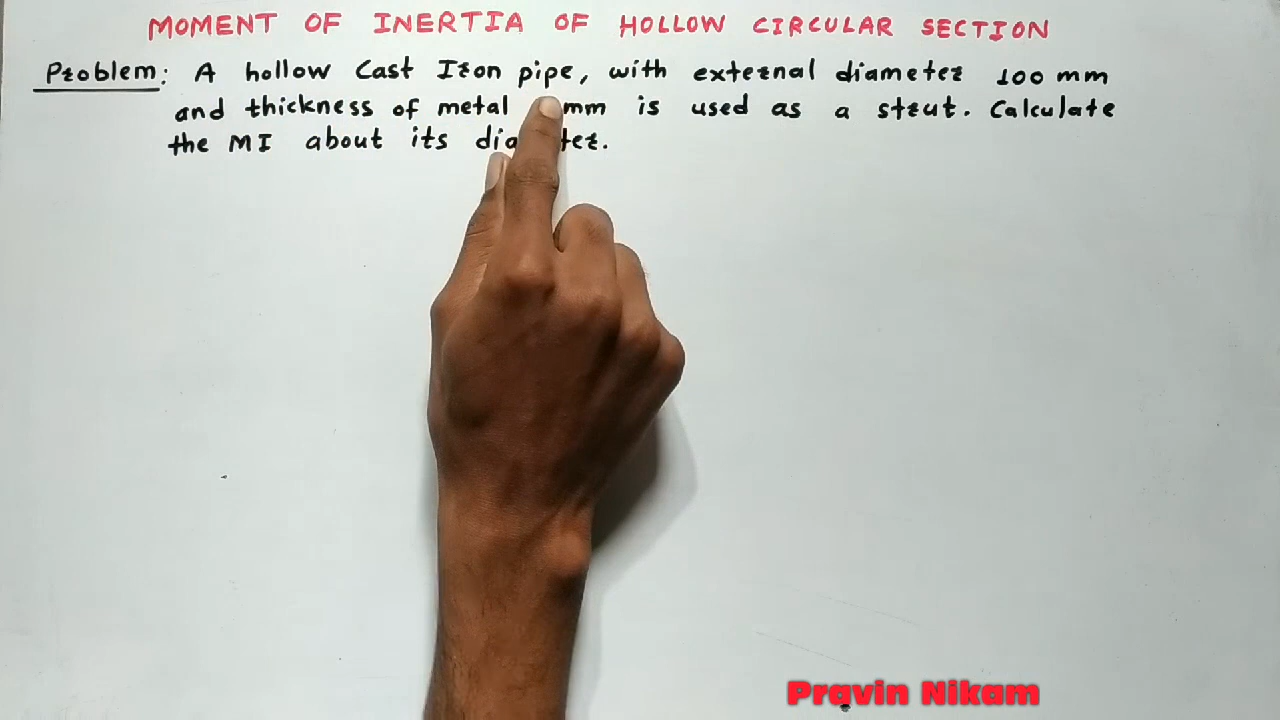 MOMENT OF INERTIA OF HOLLOW CIRCULAR SECTION
Problem: A hollow Cast Iron pipe, with external diameter 100 mm
and thickness of metal mm is used as a strut. Calculate
the MI about its dia ter.
Pravin Nikam